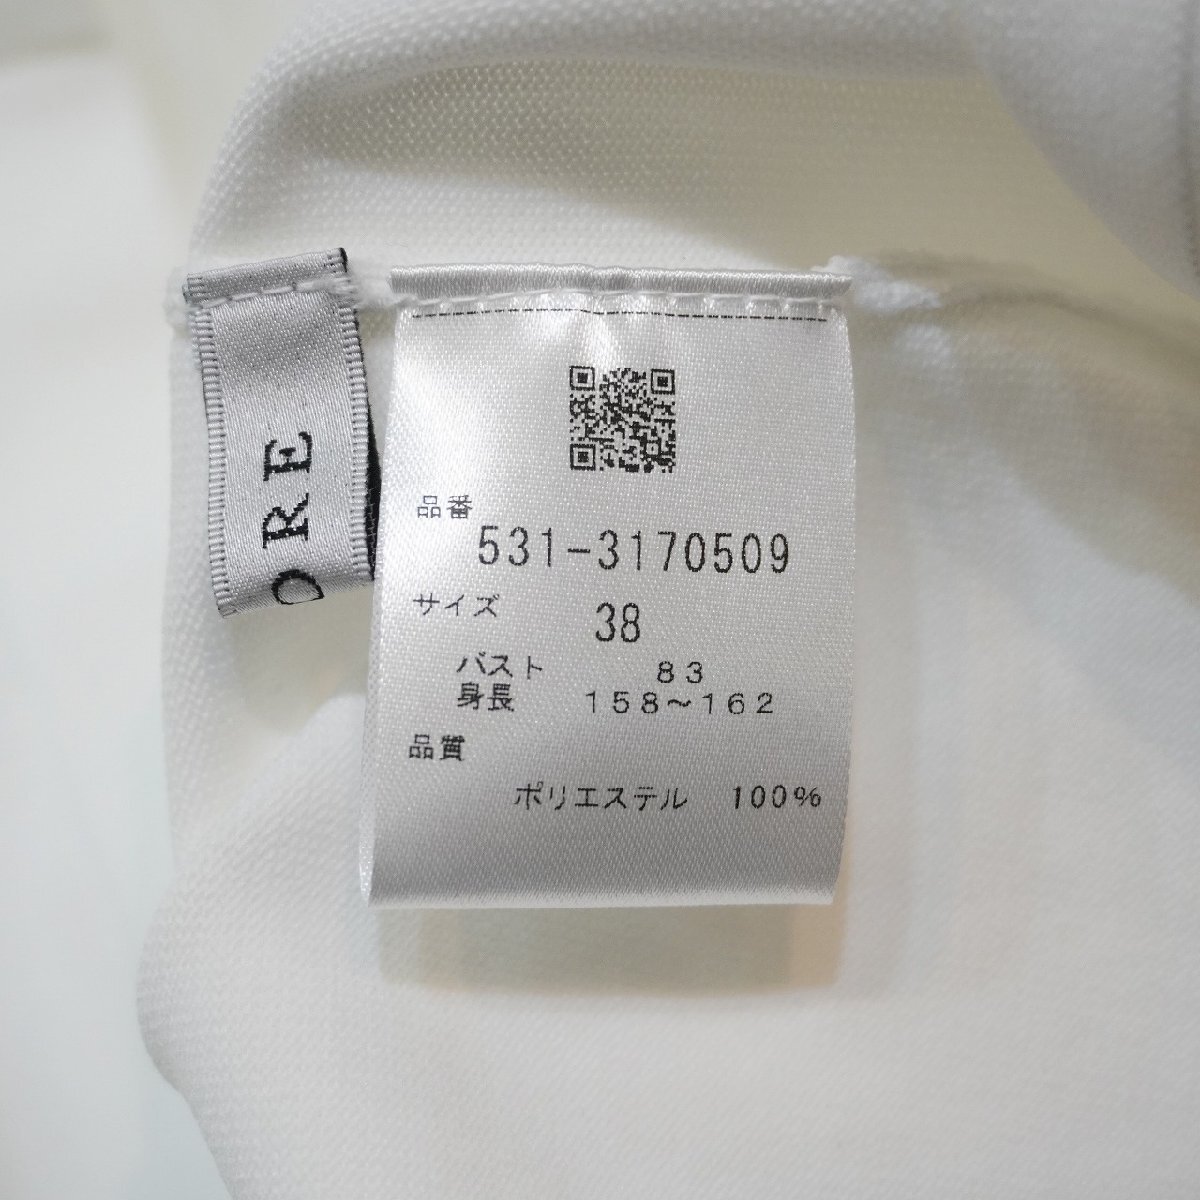 ORE
品番
531-3170509
サイズ 38
バスト 83
身長 158～162
品質
ポリエステル 100%